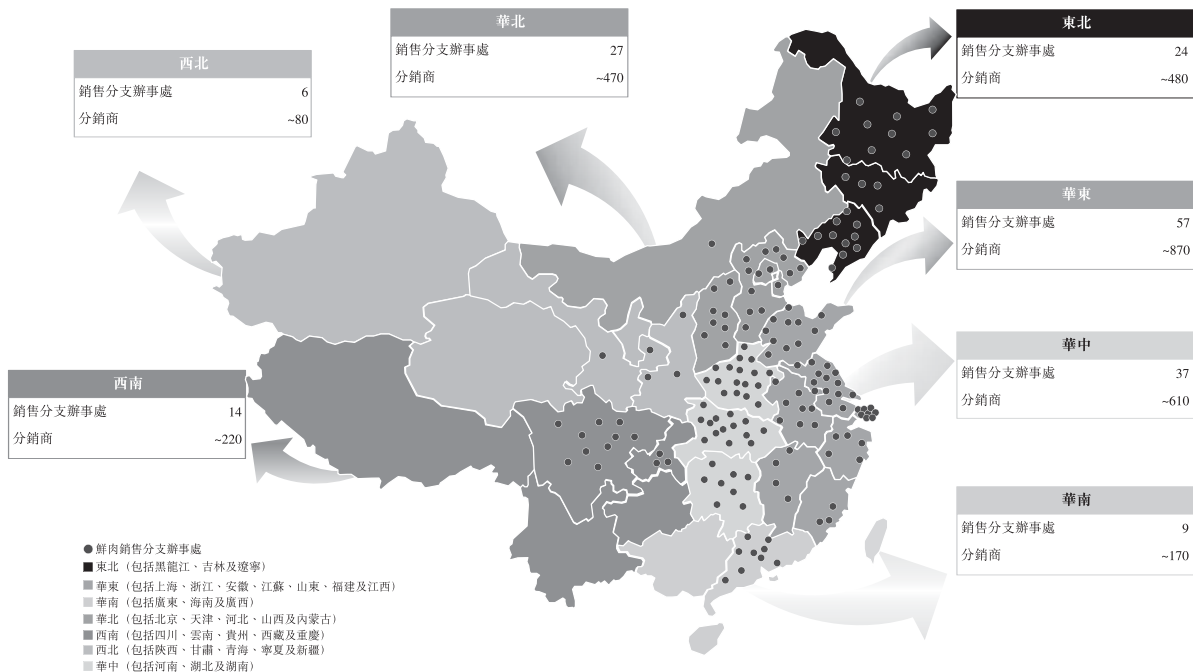 華北
銷售分支辦事處 27
分銷商 ~470
東北
銷售分支辦事處 24
分銷商 ~480
西北
銷售分支辦事處 6
分銷商 ~80
華東
銷售分支辦事處 57
分銷商 ~870
華中
銷售分支辦事處 37
分銷商 ~610
西南
銷售分支辦事處 14
分銷商 ~220
華南
銷售分支辦事處 9
分銷商 ~170
鮮肉銷售分支辦事處
東北（包括黑龍江、吉林及遼寧）
華東（包括上海、浙江、安徽、江蘇、山東、福建及江西）
華南（包括廣東、海南及廣西）
華北（包括北京、天津、河北、山西及內蒙古）
西南（包括四川、雲南、貴州、西藏及重慶）
西北（包括陝西、甘肅、青海、寧夏及新疆）
華中（包括河南、湖北及湖南）